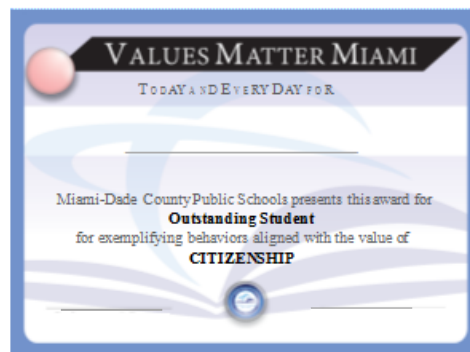 VALUES MATTER MIAMI
TODAY AND EVERY DAY FOR
Miami-Dade County Public Schools presents this award for
Outstanding Student
for exemplifying behaviors aligned with the value of
CITIZENSHIP